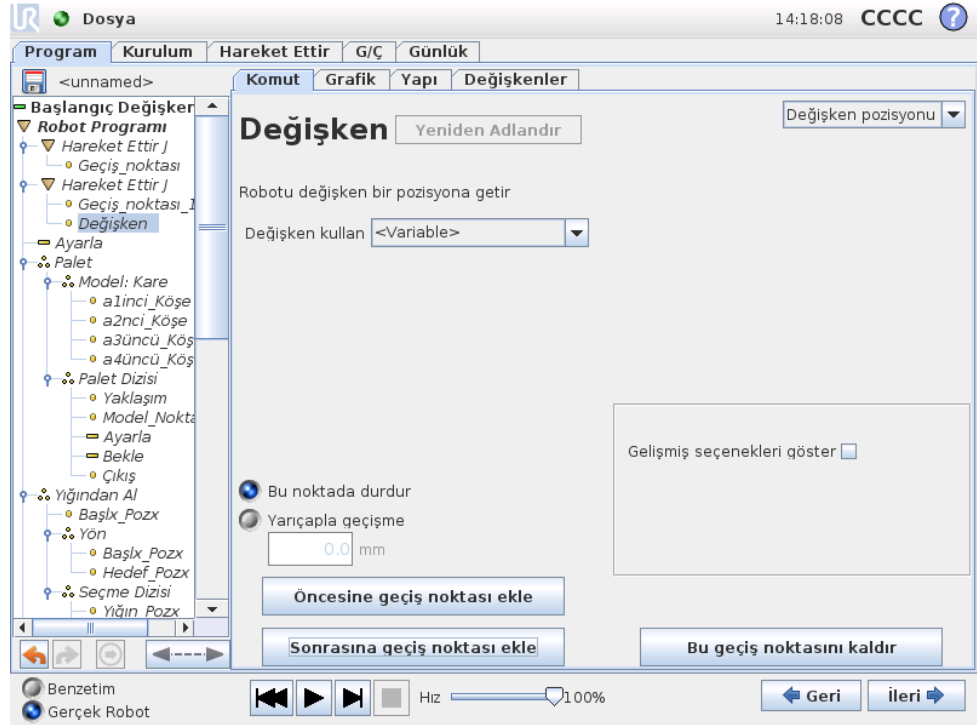 UR Dosya 14:18:08 CCCC ?
Program Kurulum Hareket Ettir G/Ç Günlük
<unnamed>
Komut Grafik Yapı Değişkenler
Başlangıç Değişker
Robot Programı
Hareket Ettir J
Geçiş_noktası
Hareket Ettir J
Geçiş_noktası_1
Değişken
Ayarla
Palet
Model: Kare
a1inci_Köşe
a2nci_Köşe
a3üncü_Köş
a4üncü_Köş
Palet Dizisi
Yaklaşım
Model_Nokta
Ayarla
Bekle
Çıkış
Yığından Al
Başlx_Pozx
Yön
Başlx_Pozx
Hedef_Pozx
Seçme Dizisi
Yığın_Pozx
Değişken Yeniden Adlandır
Değişken pozisyonu
Robotu değişken bir pozisyona getir
Değişken kullan <Variable>
Gelişmiş seçenekleri göster
Bu noktada durdur
Yarıçapla geçişme
0.0 mm
Öncesine geçiş noktası ekle
Sonrasına geçiş noktası ekle
Bu geçiş noktasını kaldır
Benzetim
Gerçek Robot
Hız 100%
Geri İleri